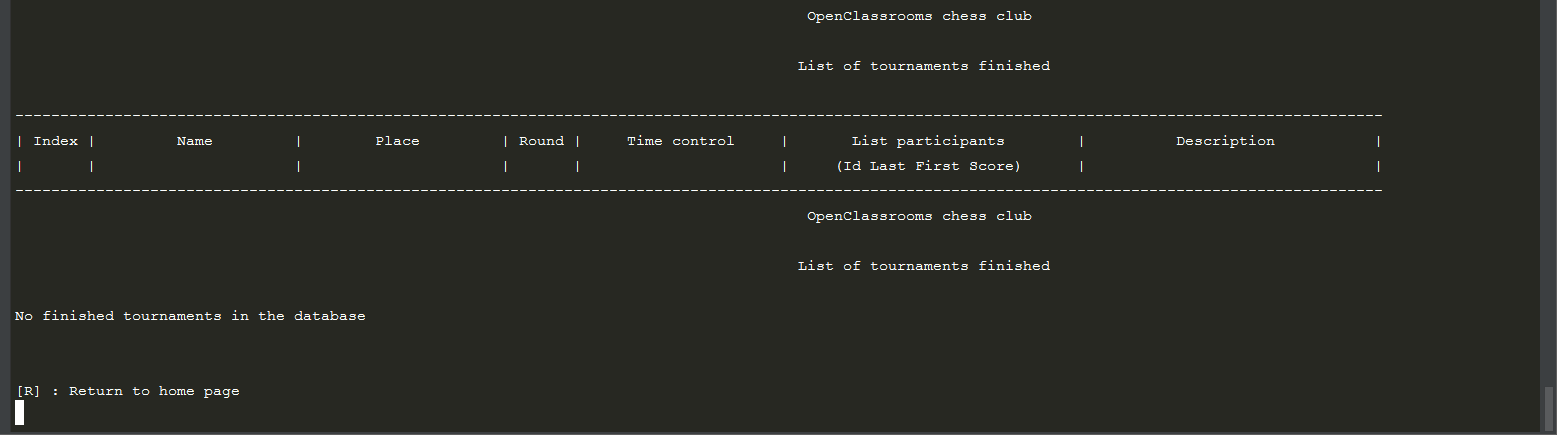 OpenClassrooms chess club
List of tournaments finished
--------------------------------------------------------------------------------------------------------------------------------------------------------
| Index |         Name         |        Place         | Round |     Time control     |       List participants        |          Description           |
|       |                      |                      |       |                      |     (Id Last First Score)      |                                |
--------------------------------------------------------------------------------------------------------------------------------------------------------
OpenClassrooms chess club
List of tournaments finished
No finished tournaments in the database
[R] : Return to home page